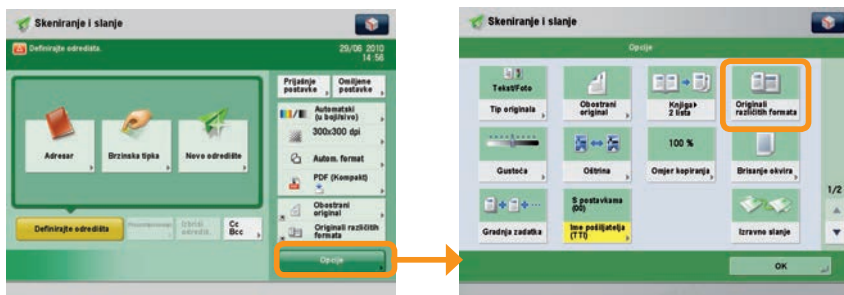 Skeniranje i slanje
Definirajte odredišta.
29/06 2010
14:56
Adresar
Brzinska tipka
Novo odredište
Definirajte odredišta
Izbriši
odrediš.
Cc
Bcc
Prijašnje
postavke
Omiljene
postavke
Automatski
(u boji/sivo)
300x300 dpi
Autom. format
PDF (Kompakt)
Obostrani
original
Originali različitih
formata
Opcije
Skeniranje i slanje
Opcije
Tekst/Foto
Tip originala
Obostrani
original
Knjiga
2 lista
Originali
različitih formata
Gustoća
Oštrina
100 %
Omjer kopiranja
Brisanje okvira
Gradnja zadatka
S postavkama
(00)
Ime pošiljatelja
(TTI)
Izravno slanje
1/2
OK